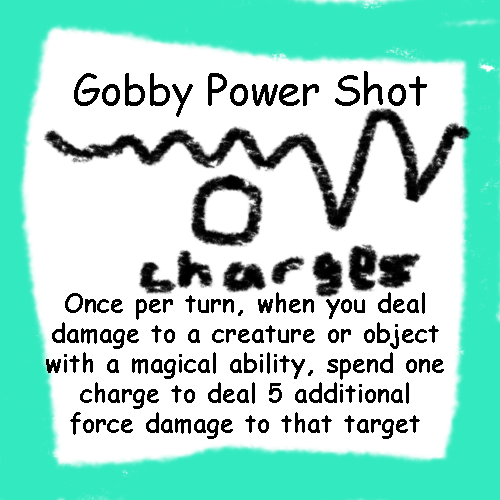 Gobby Power Shot
charges
Once per turn, when you deal
damage to a creature or object
with a magical ability, spend one
charge to deal 5 additional
force damage to that target